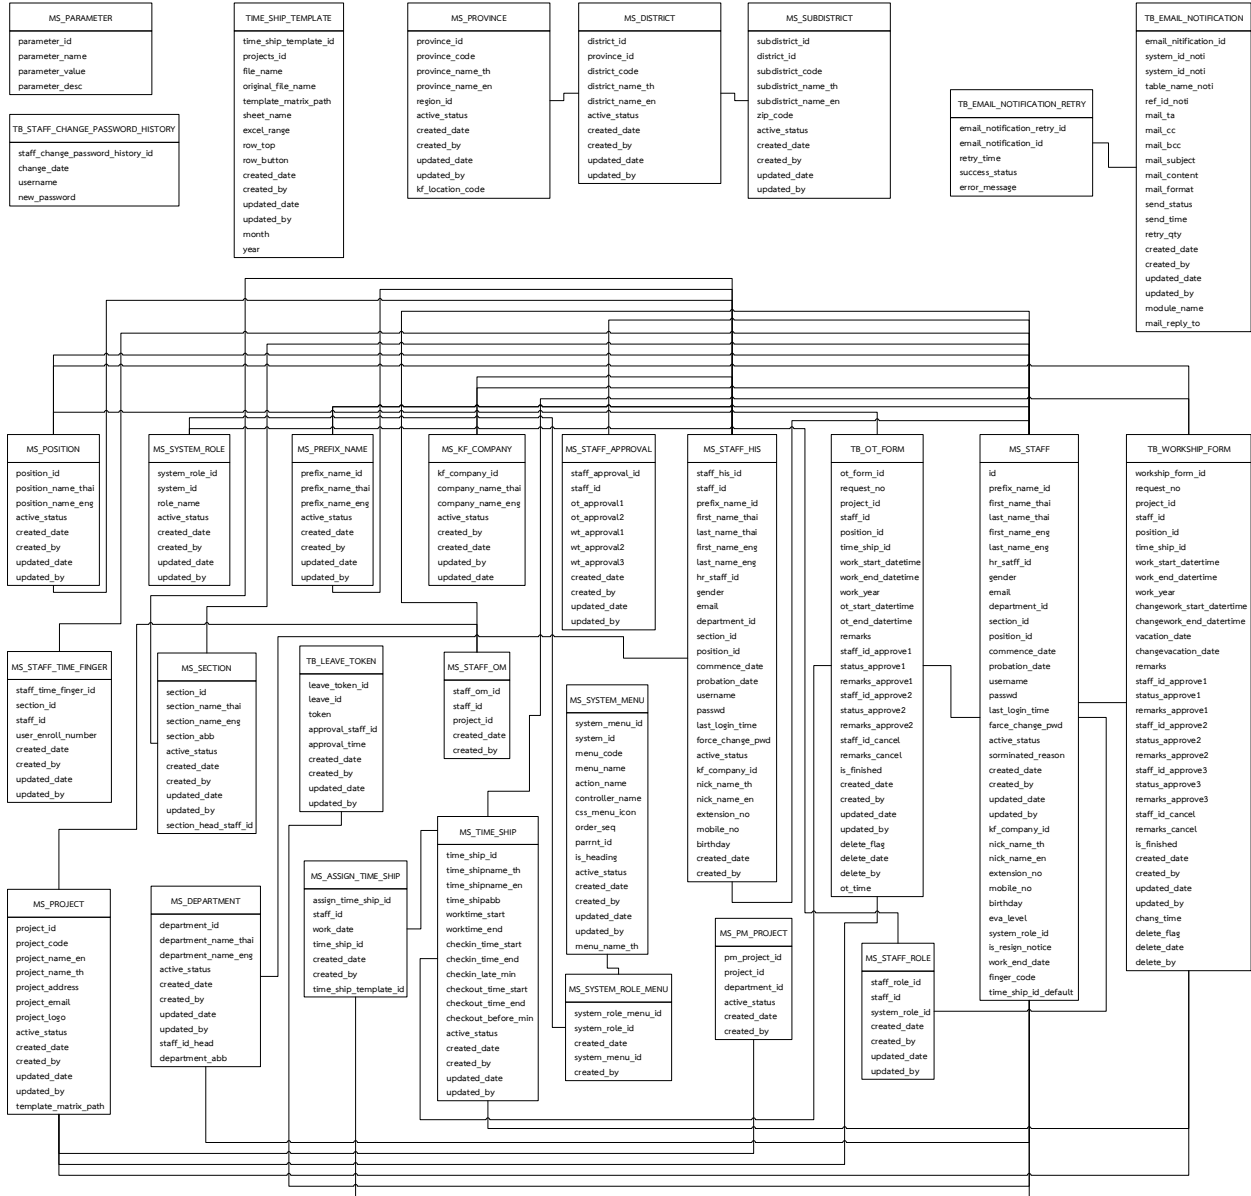 MS_PARAMETER
parameter_id
parameter_name
parameter_value
parameter_desc
TB_STAFF_CHANGE_PASSWORD_HISTORY
staff_change_password_history_id
change_date
username
new_password
TIME_SHIP_TEMPLATE
time_ship_template_id
projects_id
file_name
original_file_name
template_matrix_path
sheet_name
excel_range
row_top
row_button
created_date
created_by
updated_date
updated_by
month
year
MS_PROVINCE
province_id
province_code
province_name_th
province_name_en
region_id
active_status
created_date
created_by
updated_date
updated_by
kf_location_code
MS_DISTRICT
district_id
province_id
district_code
district_name_th
district_name_en
active_status
created_date
created_by
updated_date
updated_by
MS_SUBDISTRICT
subdistrict_id
district_id
subdistrict_code
subdistrict_name_th
subdistrict_name_en
zip_code
active_status
created_date
created_by
updated_date
updated_by
TB_EMAIL_NOTIFICATION_RETRY
email_notification_retry_id
email_notification_id
retry_time
success_status
error_message
TB_EMAIL_NOTIFICATION
email_nitification_id
system_id_noti
system_id_noti
table_name_noti
ref_id_noti
mail_ta
mail_cc
mail_bcc
mail_subject
mail_content
mail_format
send_status
send_time
retry_qty
created_date
created_by
updated_date
updated_by
module_name
mail_reply_to
MS_POSITION
position_id
position_name_thai
position_name_eng
active_status
created_date
created_by
updated_date
updated_by
MS_SYSTEM_ROLE
system_role_id
system_id
role_name
active_status
created_date
created_by
updated_date
updated_by
MS_PREFIX_NAME
prefix_name_id
prefix_name_thai
prefix_name_eng
active_status
created_date
created_by
updated_date
updated_by
MS_KF_COMPANY
kf_company_id
company_name_thai
company_name_eng
active_status
created_by
created_date
updated_by
updated_date
MS_STAFF_APPROVAL
staff_approval_id
staff_id
ot_approval1
ot_approval2
wt_approval1
wt_approval2
wt_approval3
created_date
created_by
updated_date
updated_by
MS_STAFF_HIS
staff_his_id
staff_id
prefix_name_id
first_name_thai
last_name_thai
first_name_eng
last_name_eng
hr_staff_id
gender
email
department_id
section_id
position_id
commence_date
probation_date
username
passwd
last_login_time
force_change_pwd
active_status
kf_company_id
nick_name_th
nick_name_en
extension_no
mobile_no
birthday
created_date
created_by
TB_OT_FORM
ot_form_id
request_no
project_id
staff_id
position_id
time_ship_id
work_start_datertime
work_end_datetime
work_year
ot_start_datertime
ot_end_datertime
remarks
staff_id_approve1
status_approve1
remarks_approve1
staff_id_approve2
status_approve2
remarks_approve2
staff_id_cancel
remarks_cancel
is_finished
created_date
created_by
updated_date
updated_by
delete_flag
delete_date
delete_by
ot_time
MS_STAFF
id
prefix_name_id
first_name_thai
last_name_thai
first_name_eng
last_name_eng
hr_satff_id
gender
email
department_id
section_id
position_id
commence_date
probation_date
username
passwd
last_login_time
farce_change_pwd
active_status
sorminated_reason
created_date
created_by
updated_date
updated_by
kf_company_id
nick_name_th
nick_name_en
extension_no
mobile_no
birthday
eva_level
system_role_id
is_resign_notice
work_end_date
finger_code
time_ship_id_default
TB_WORKSHIP_FORM
workship_form_id
request_no
project_id
staff_id
position_id
time_ship_id
work_start_datertime
work_end_datertime
work_year
changework_start_datertime
changework_end_datertime
vacation_date
changevacation_date
remarks
staff_id_approve1
status_approve1
remarks_approve1
staff_id_approve2
status_approve2
remarks_approve2
staff_id_approve3
status_approve3
remarks_approve3
staff_id_cancel
remarks_cancel
is_finished
created_date
created_by
updated_date
updated_by
chang_time
delete_flag
delete_date
delete_by
MS_STAFF_TIME_FINGER
staff_time_finger_id
section_id
staff_id
user_enroll_number
created_date
created_by
updated_date
updated_by
MS_SECTION
section_id
section_name_thai
section_name_eng
section_abb
active_status
created_date
created_by
updated_date
updated_by
section_head_staff_id
TB_LEAVE_TOKEN
leave_token_id
leave_id
token
approval_staff_id
approval_time
created_date
created_by
updated_date
updated_by
MS_STAFF_OM
staff_om_id
staff_id
project_id
created_date
created_by
MS_SYSTEM_MENU
system_menu_id
system_id
menu_code
menu_name
action_name
controller_name
css_menu_icon
order_seq
parrnt_id
is_heading
active_status
created_date
created_by
updated_date
updated_by
menu_name_th
MS_PROJECT
project_id
project_code
project_name_en
project_name_th
project_address
project_email
project_logo
active_status
created_date
created_by
updated_date
updated_by
template_matrix_path
MS_DEPARTMENT
department_id
department_name_thai
department_name_eng
active_status
created_date
created_by
updated_date
updated_by
staff_id_head
department_abb
MS_ASSIGN_TIME_SHIP
assign_time_ship_id
staff_id
work_date
time_ship_id
created_date
created_by
time_ship_template_id
MS_TIME_SHIP
time_ship_id
time_shipname_th
time_shipname_en
time_shipabb
worktime_start
worktime_end
checkin_time_start
checkin_time_end
checkin_late_min
checkout_time_start
checkout_time_end
checkout_before_min
active_status
created_date
created_by
updated_date
updated_by
MS_SYSTEM_ROLE_MENU
system_role_menu_id
system_role_id
created_date
system_menu_id
created_by
MS_PM_PROJECT
pm_project_id
project_id
department_id
active_status
created_date
created_by
MS_STAFF_ROLE
staff_role_id
staff_id
system_role_id
created_date
created_by
updated_date
updated_by